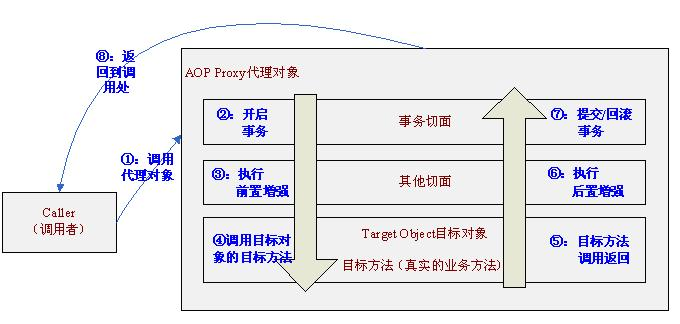 ⑧：返
回到调
用处
AOP Proxy代理对象
②：开启
事务
事务切面
⑦：提交/回滚
事务
①：调用
代理对象
③：执行
前置增强
其他切面
⑥：执行
后置增强
Caller
（调用者）
④调用目标对
象的目标方法
Target Object目标对象
目标方法（真实的业务方法）
⑤：目标方法
调用返回